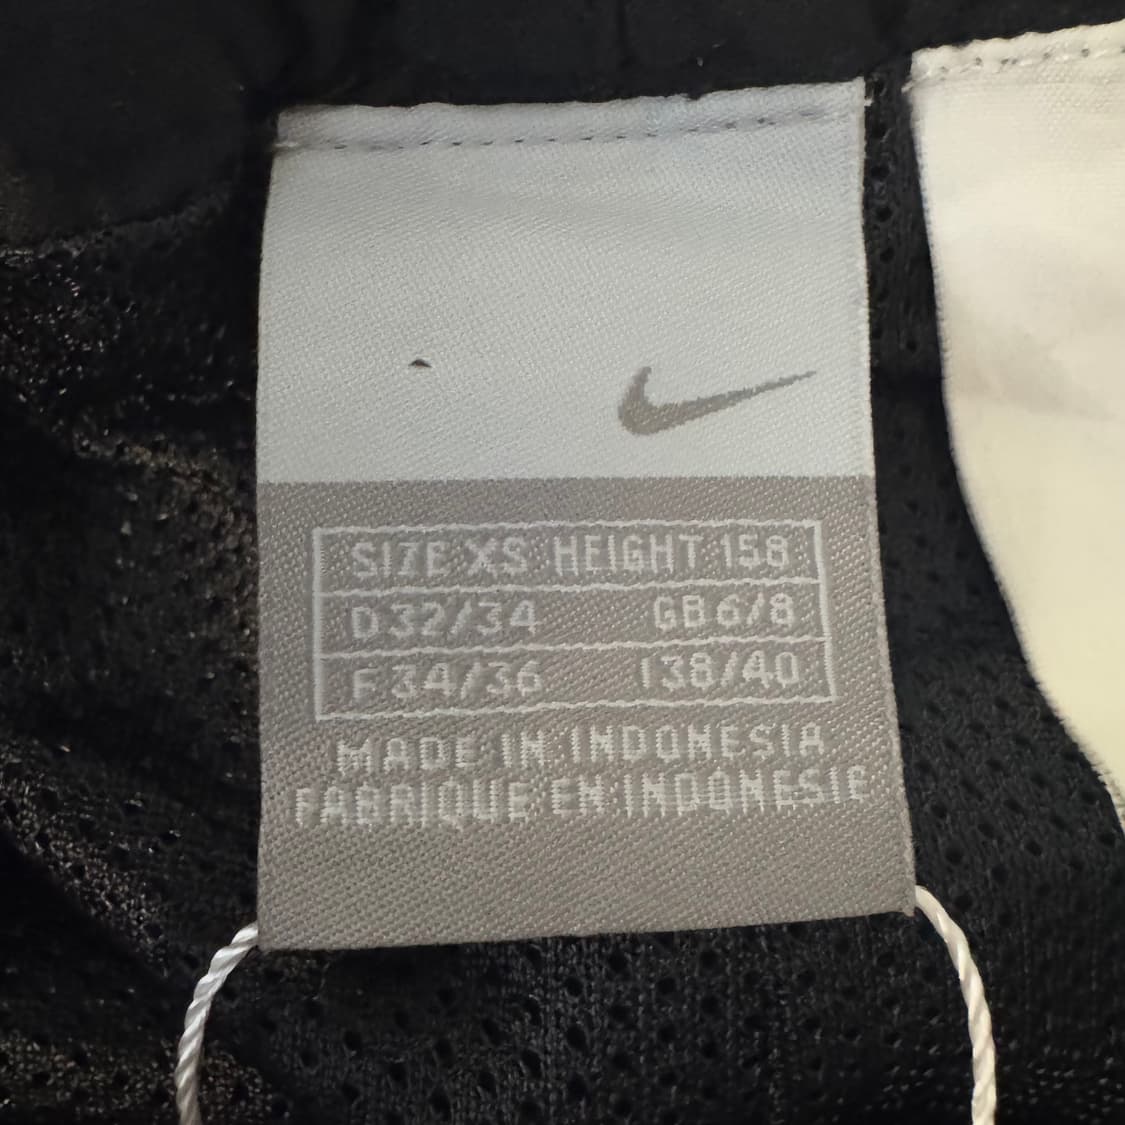 SIZE XS HEIGHT 158
D 32/34 GB 6/8
F 34/36 I 38/40
MADE IN INDONESIA
FABRIQUE EN INDONESIE